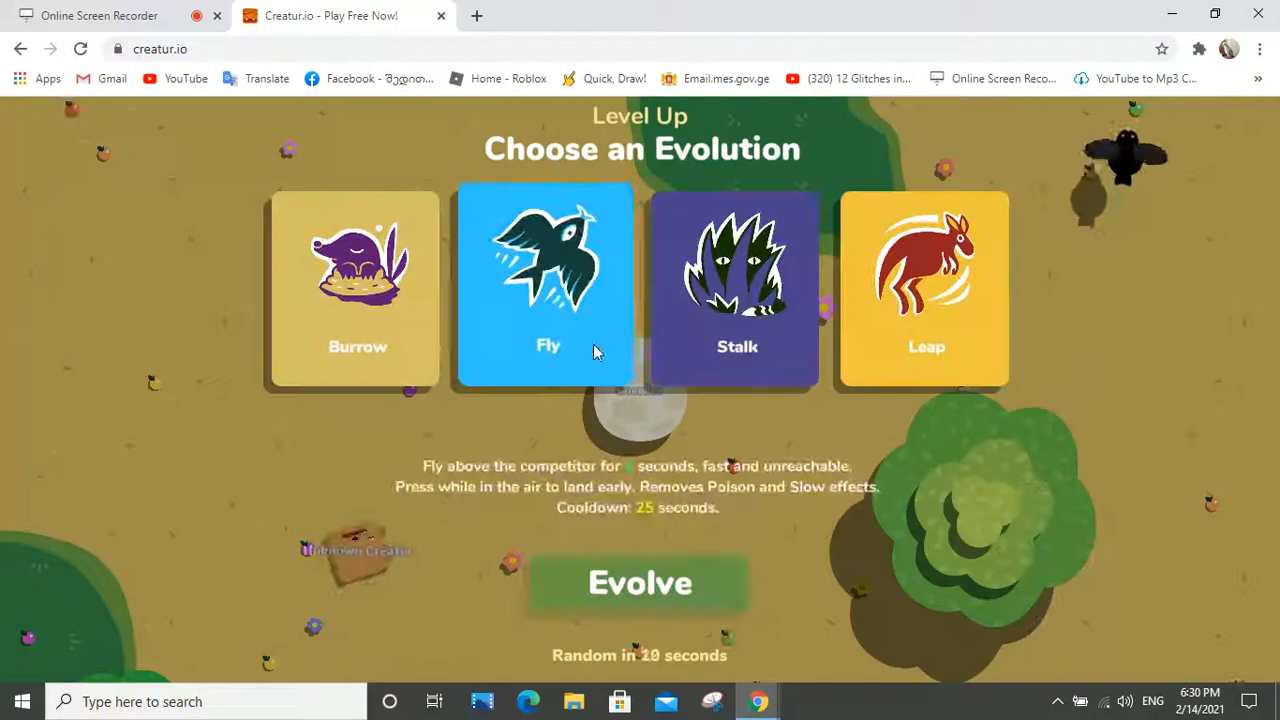 Online Screen Recorder
Creatur.io - Play Free Now!
creatur.io
Apps
Gmail
YouTube
Translate
Facebook - შედით...
Home - Roblox
Quick, Draw!
Email.mes.gov.ge
(320) 12 Glitches in...
Online Screen Reco...
YouTube to Mp3 C...
Level Up
Choose an Evolution
Burrow
Fly
Stalk
Leap
Fly above the competitor for seconds, fast and unreachable.
Press while in the air to land early. Removes Poison and Slow effects.
Cooldown: 25 seconds.
Unknown Creatur
Evolve
Random in seconds
Type here to search
ENG
6:30 PM
2/14/2021